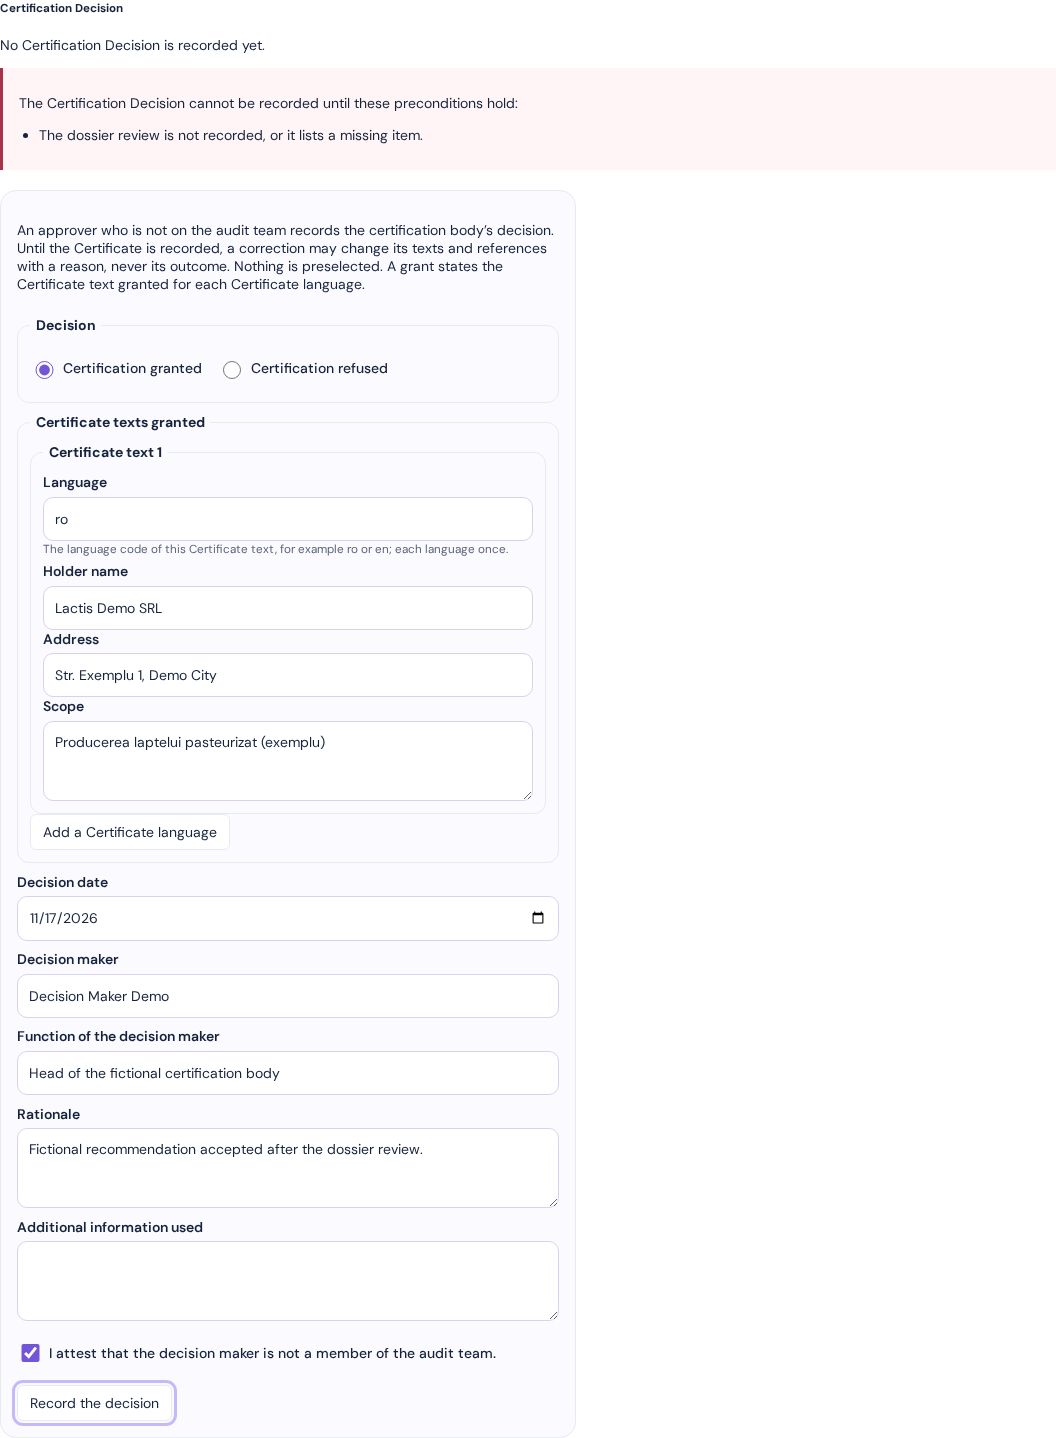 Certification Decision
No Certification Decision is recorded yet.
The Certification Decision cannot be recorded until these preconditions hold:
The dossier review is not recorded, or it lists a missing item.
An approver who is not on the audit team records the certification body’s decision.
Until the Certificate is recorded, a correction may change its texts and references
with a reason, never its outcome. Nothing is preselected. A grant states the
Certificate text granted for each Certificate language.
Decision
Certification granted
Certification refused
Certificate texts granted
Certificate text 1
Language
ro
The language code of this Certificate text, for example ro or en; each language once.
Holder name
Lactis Demo SRL
Address
Str. Exemplu 1, Demo City
Scope
Producerea laptelui pasteurizat (exemplu)
Add a Certificate language
Decision date
11/17/2026
Decision maker
Decision Maker Demo
Function of the decision maker
Head of the fictional certification body
Rationale
Fictional recommendation accepted after the dossier review.
Additional information used
I attest that the decision maker is not a member of the audit team.
Record the decision